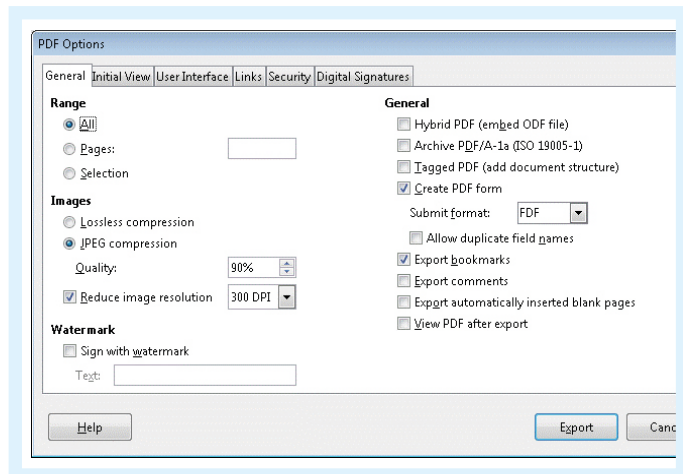 PDF Options
General Initial View User Interface Links Security Digital Signatures
Range
All
Pages:
Selection
Images
Lossless compression
JPEG compression
Quality: 90%
Reduce image resolution 300 DPI
Watermark
Sign with watermark
Text:
General
Hybrid PDF (embed ODF file)
Archive PDF/A-1a (ISO 19005-1)
Tagged PDF (add document structure)
Create PDF form
Submit format: FDF
Allow duplicate field names
Export bookmarks
Export comments
Export automatically inserted blank pages
View PDF after export
Help Export Canc